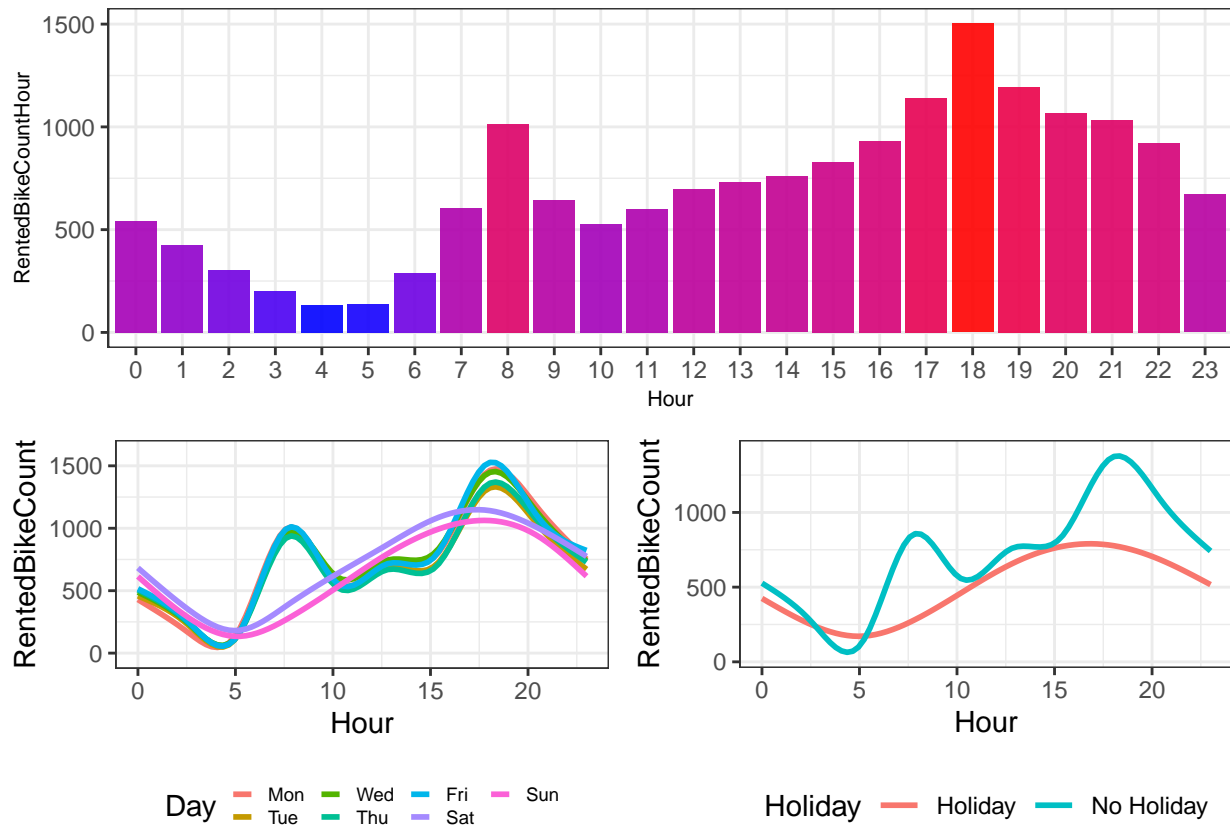 RentedBikeCountHour
1500
1000
500
0
0 1 2 3 4 5 6 7 8 9 10 11 12 13 14 15 16 17 18 19 20 21 22 23
Hour
RentedBikeCount
1500
1000
500
0
0 5 10 15 20
Hour
Day Mon Wed Fri Sun
Tue Thu Sat
RentedBikeCount
1000
500
0
0 5 10 15 20
Hour
Holiday Holiday No Holiday